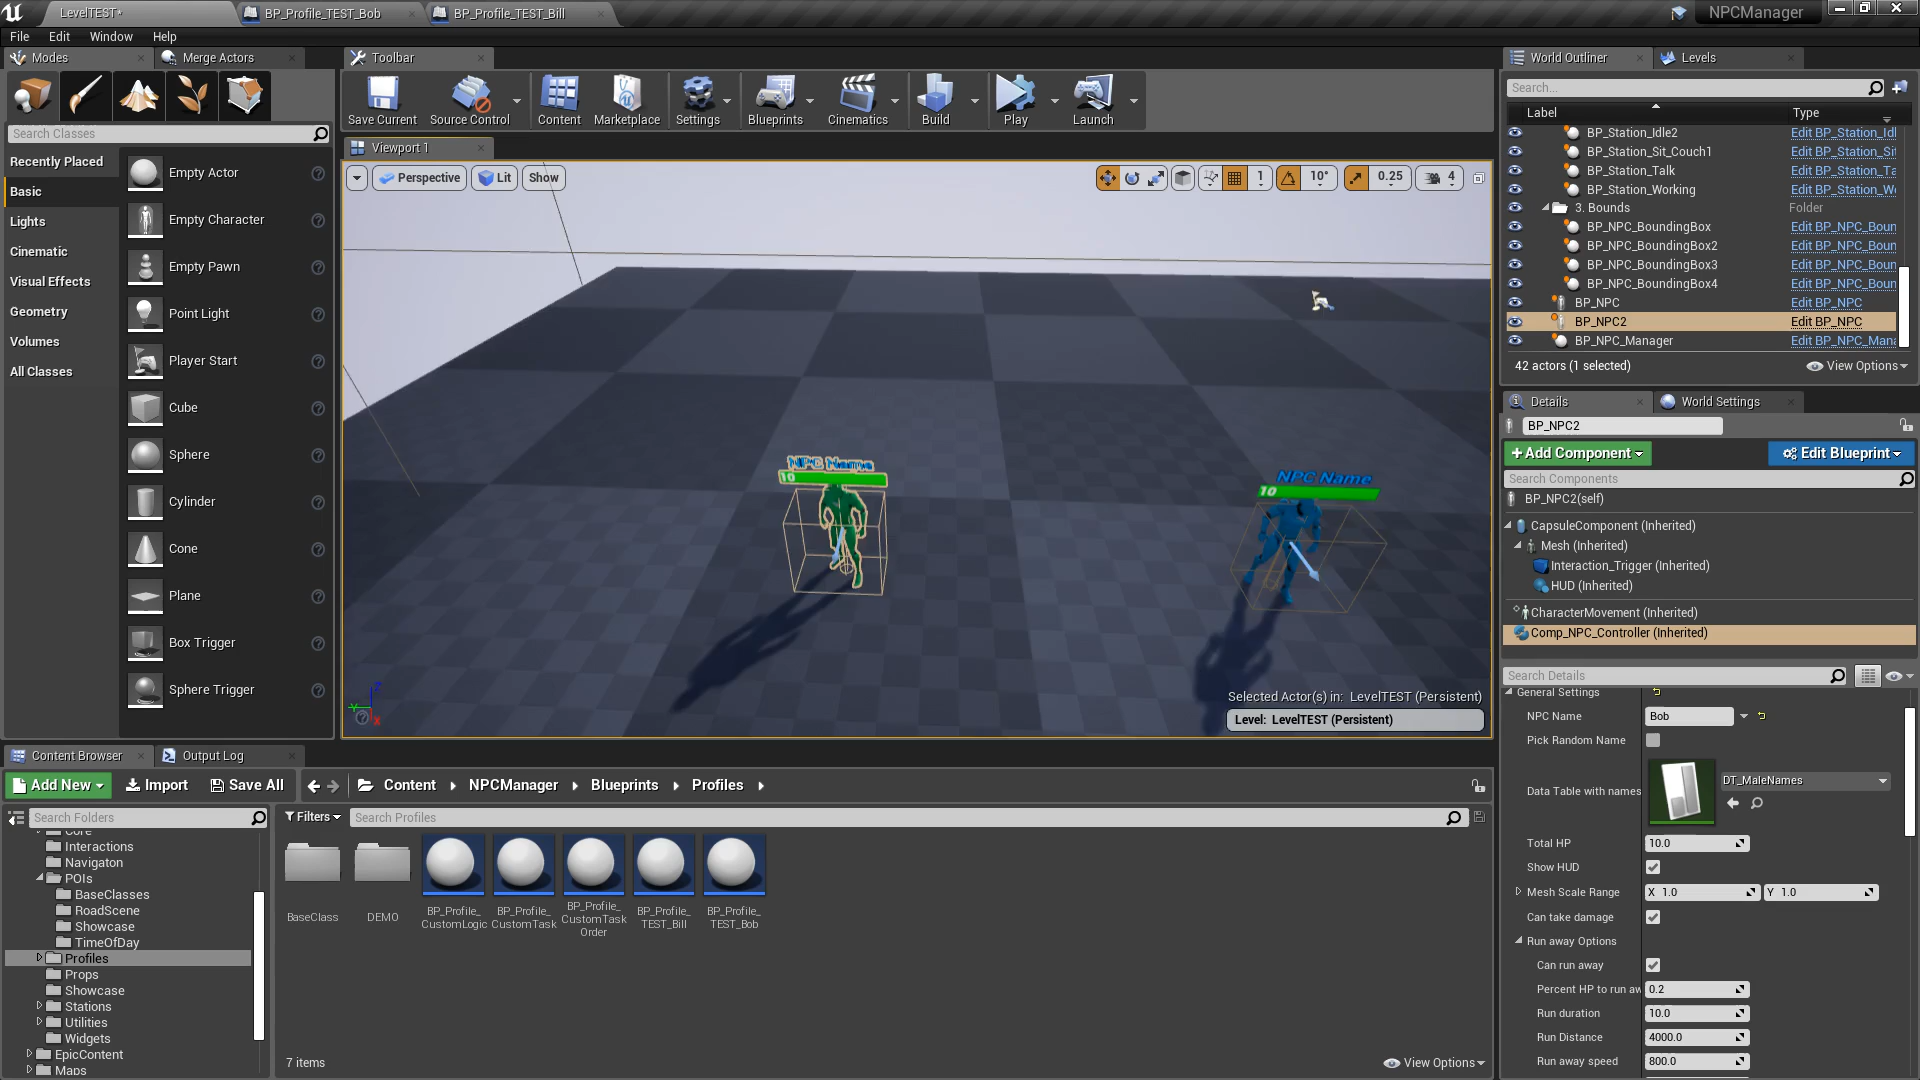 LevelTEST*
BP_Profile_TEST_Bob
BP_Profile_TEST_Bill
NPCManager
File Edit Window Help
Modes
Merge Actors
Toolbar
World Outliner
Levels
Save Current
Source Control
Content
Marketplace
Settings
Blueprints
Cinematics
Build
Play
Launch
Search Classes
Recently Placed
Basic
Lights
Cinematic
Visual Effects
Geometry
Volumes
All Classes
Empty Actor
Empty Character
Empty Pawn
Point Light
Player Start
Cube
Sphere
Cylinder
Cone
Plane
Box Trigger
Sphere Trigger
Viewport 1
Perspective
Lit
Show
1
10°
0.25
4
NPC Name
10
NPC Name
10
Selected Actor(s) in: LevelTEST (Persistent)
Level: LevelTEST (Persistent)
Search...
Label Type
BP_Station_Idle2 Edit BP_Station_Idl
BP_Station_Sit_Couch1 Edit BP_Station_Sit
BP_Station_Talk Edit BP_Station_Ta
BP_Station_Working Edit BP_Station_Wo
3. Bounds Folder
BP_NPC_BoundingBox Edit BP_NPC_Boun
BP_NPC_BoundingBox2 Edit BP_NPC_Boun
BP_NPC_BoundingBox3 Edit BP_NPC_Boun
BP_NPC_BoundingBox4 Edit BP_NPC_Boun
BP_NPC Edit BP_NPC
BP_NPC2 Edit BP_NPC
BP_NPC_Manager Edit BP_NPC_Mana
42 actors (1 selected)
View Options
Details
World Settings
BP_NPC2
+Add Component
Edit Blueprint
Search Components
BP_NPC2(self)
CapsuleComponent (Inherited)
Mesh (Inherited)
Interaction_Trigger (Inherited)
HUD (Inherited)
CharacterMovement (Inherited)
Comp_NPC_Controller (Inherited)
Search Details
General Settings
NPC Name Bob
Pick Random Name
Data Table with names DT_MaleNames
Total HP 10.0
Show HUD
Mesh Scale Range X 1.0 Y 1.0
Can take damage
Run away Options
Can run away
Percent HP to run aw 0.2
Run duration 10.0
Run Distance 4000.0
Run away speed 800.0
Content Browser
Output Log
Add New
Import
Save All
Content
NPCManager
Blueprints
Profiles
Search Folders
Filters
Search Profiles
Core
Interactions
Navigaton
POIs
BaseClasses
RoadScene
Showcase
TimeOfDay
Profiles
Props
Showcase
Stations
Utilities
Widgets
EpicContent
Maps
BaseClass
DEMO
BP_Profile_
CustomLogic
BP_Profile_
CustomTask
BP_Profile_
CustomTask
Order
BP_Profile_
TEST_Bill
BP_Profile_
TEST_Bob
7 items
View Options